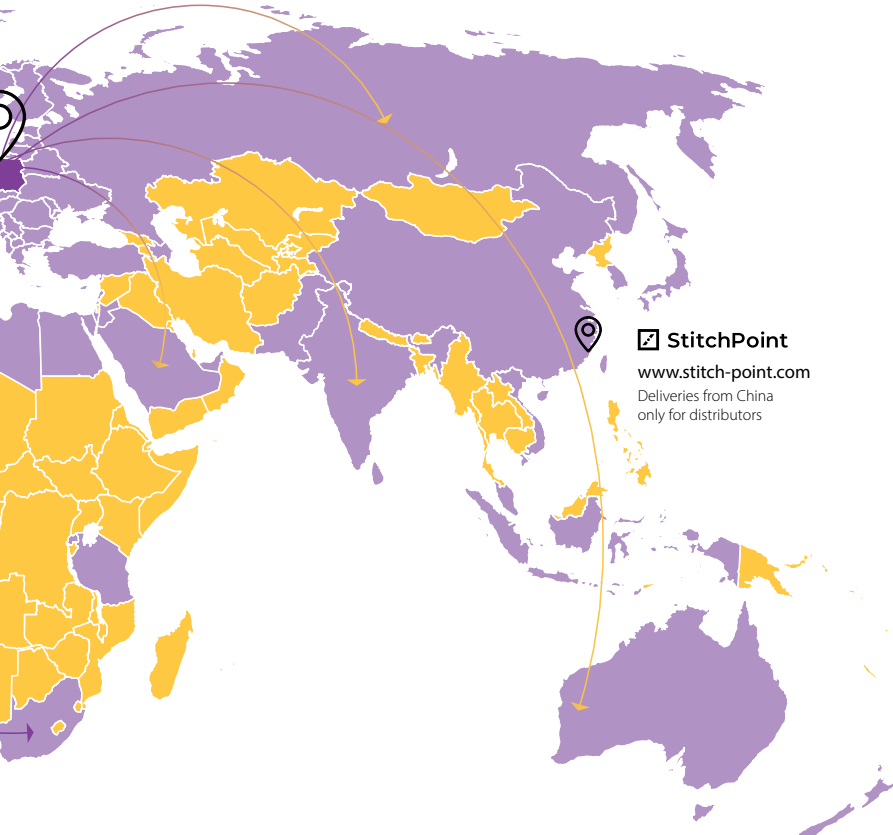 StitchPoint
www.stitch-point.com
Deliveries from China
only for distributors